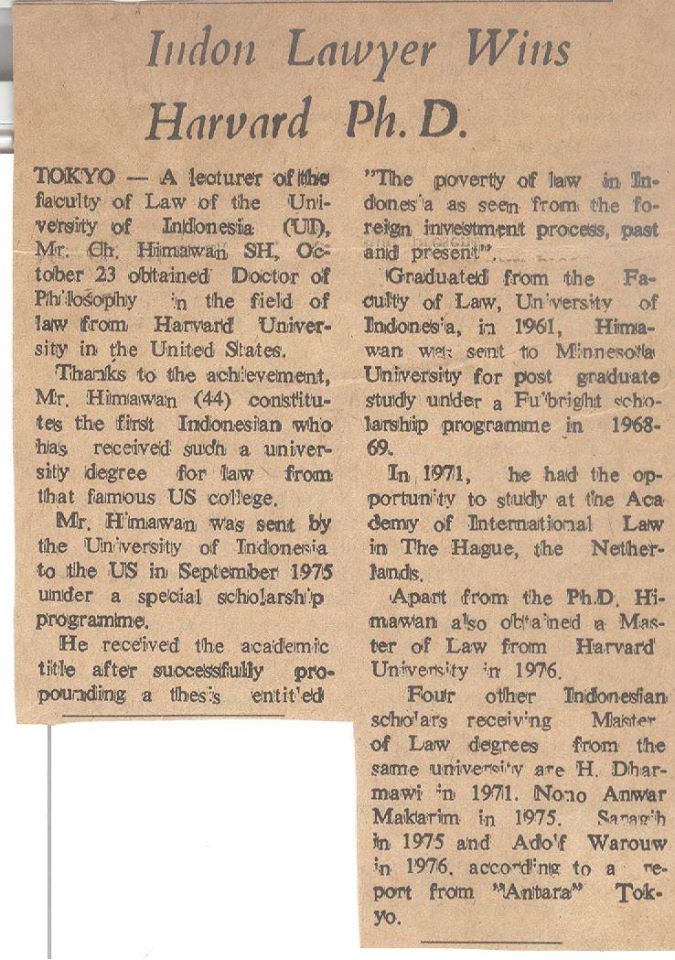 Indon Lawyer Wins
Harvard Ph. D.
TOKYO — A lecturer of the
faculty of Law of the Uni-
versity of Indonesia (UI),
Mr. Ch. Himawan SH, Oc-
tober 23 obtained Doctor of
Philosophy in the field of
law from Harvard Univer-
sity in the United States.
Thanks to the achievement,
Mr. Himawan (44) constitu-
tes the first Indonesian who
has received such a univer-
sity degree for law from
that famous US college.
Mr. Himawan was sent by
the University of Indonesia
to the US in September 1975
under a special scholarship
programme.
He received the academic
title after successfully pro-
pounding a thesis entitled
"The poverty of law in In-
donesia as seen from the fo-
reign investment process, past
and present".
Graduated from the Fa-
culty of Law, University of
Indonesia, in 1961, Hima-
wan was sent to Minnesota
University for post graduate
study under a Fulbright scho-
larship programme in 1968-
69.
In 1971, he had the op-
portunity to study at the Aca
demy of International Law
in The Hague, the Nether-
lands.
Apart from the Ph.D. Hi-
mawan also obtained a Mas-
ter of Law from Harvard
University in 1976.
Four other Indonesian
scholars receiving Master
of Law degrees from the
same university are H. Dhar-
mawi in 1971. Nono Anwar
Makarim in 1975. Saragih
in 1975 and Adolf Warouw
in 1976, according to a re-
port from "Antara" Tok-
yo.